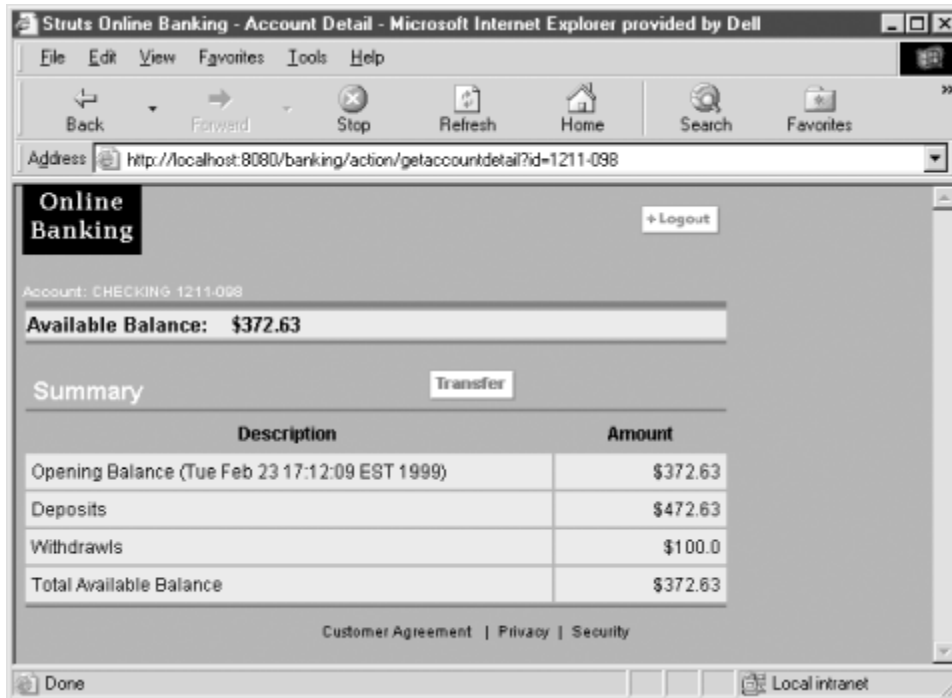 Struts Online Banking - Account Detail - Microsoft Internet Explorer provided by Dell
File Edit View Favorites Tools Help
Back Forward Stop Refresh Home Search Favorites
Address http://localhost:8080/banking/action/getaccountdetail?id=1211-098
Online
Banking
+Logout
Account: CHECKING 1211-098
Available Balance: $372.63
Summary Transfer
Description Amount
Opening Balance (Tue Feb 23 17:12:09 EST 1999) $372.63
Deposits $472.63
Withdrawls $100.0
Total Available Balance $372.63
Customer Agreement | Privacy | Security
Done Local intranet